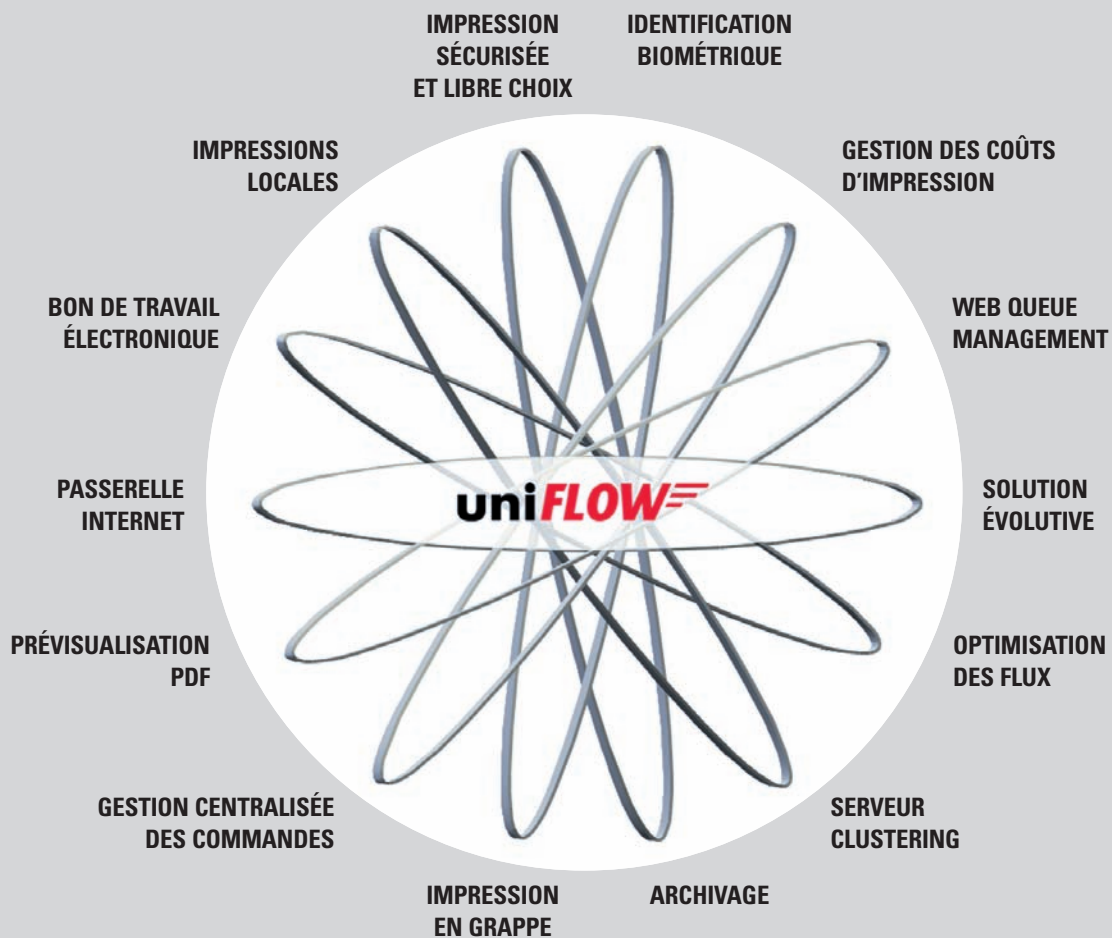 IMPRESSION
SÉCURISÉE
ET LIBRE CHOIX
IDENTIFICATION
BIOMÉTRIQUE
IMPRESSIONS
LOCALES
GESTION DES COÛTS
D'IMPRESSION
BON DE TRAVAIL
ÉLECTRONIQUE
WEB QUEUE
MANAGEMENT
PASSERELLE
INTERNET
uniFLOW
SOLUTION
ÉVOLUTIVE
PRÉVISUALISATION
PDF
OPTIMISATION
DES FLUX
GESTION CENTRALISÉE
DES COMMANDES
SERVEUR
CLUSTERING
IMPRESSION
EN GRAPPE
ARCHIVAGE